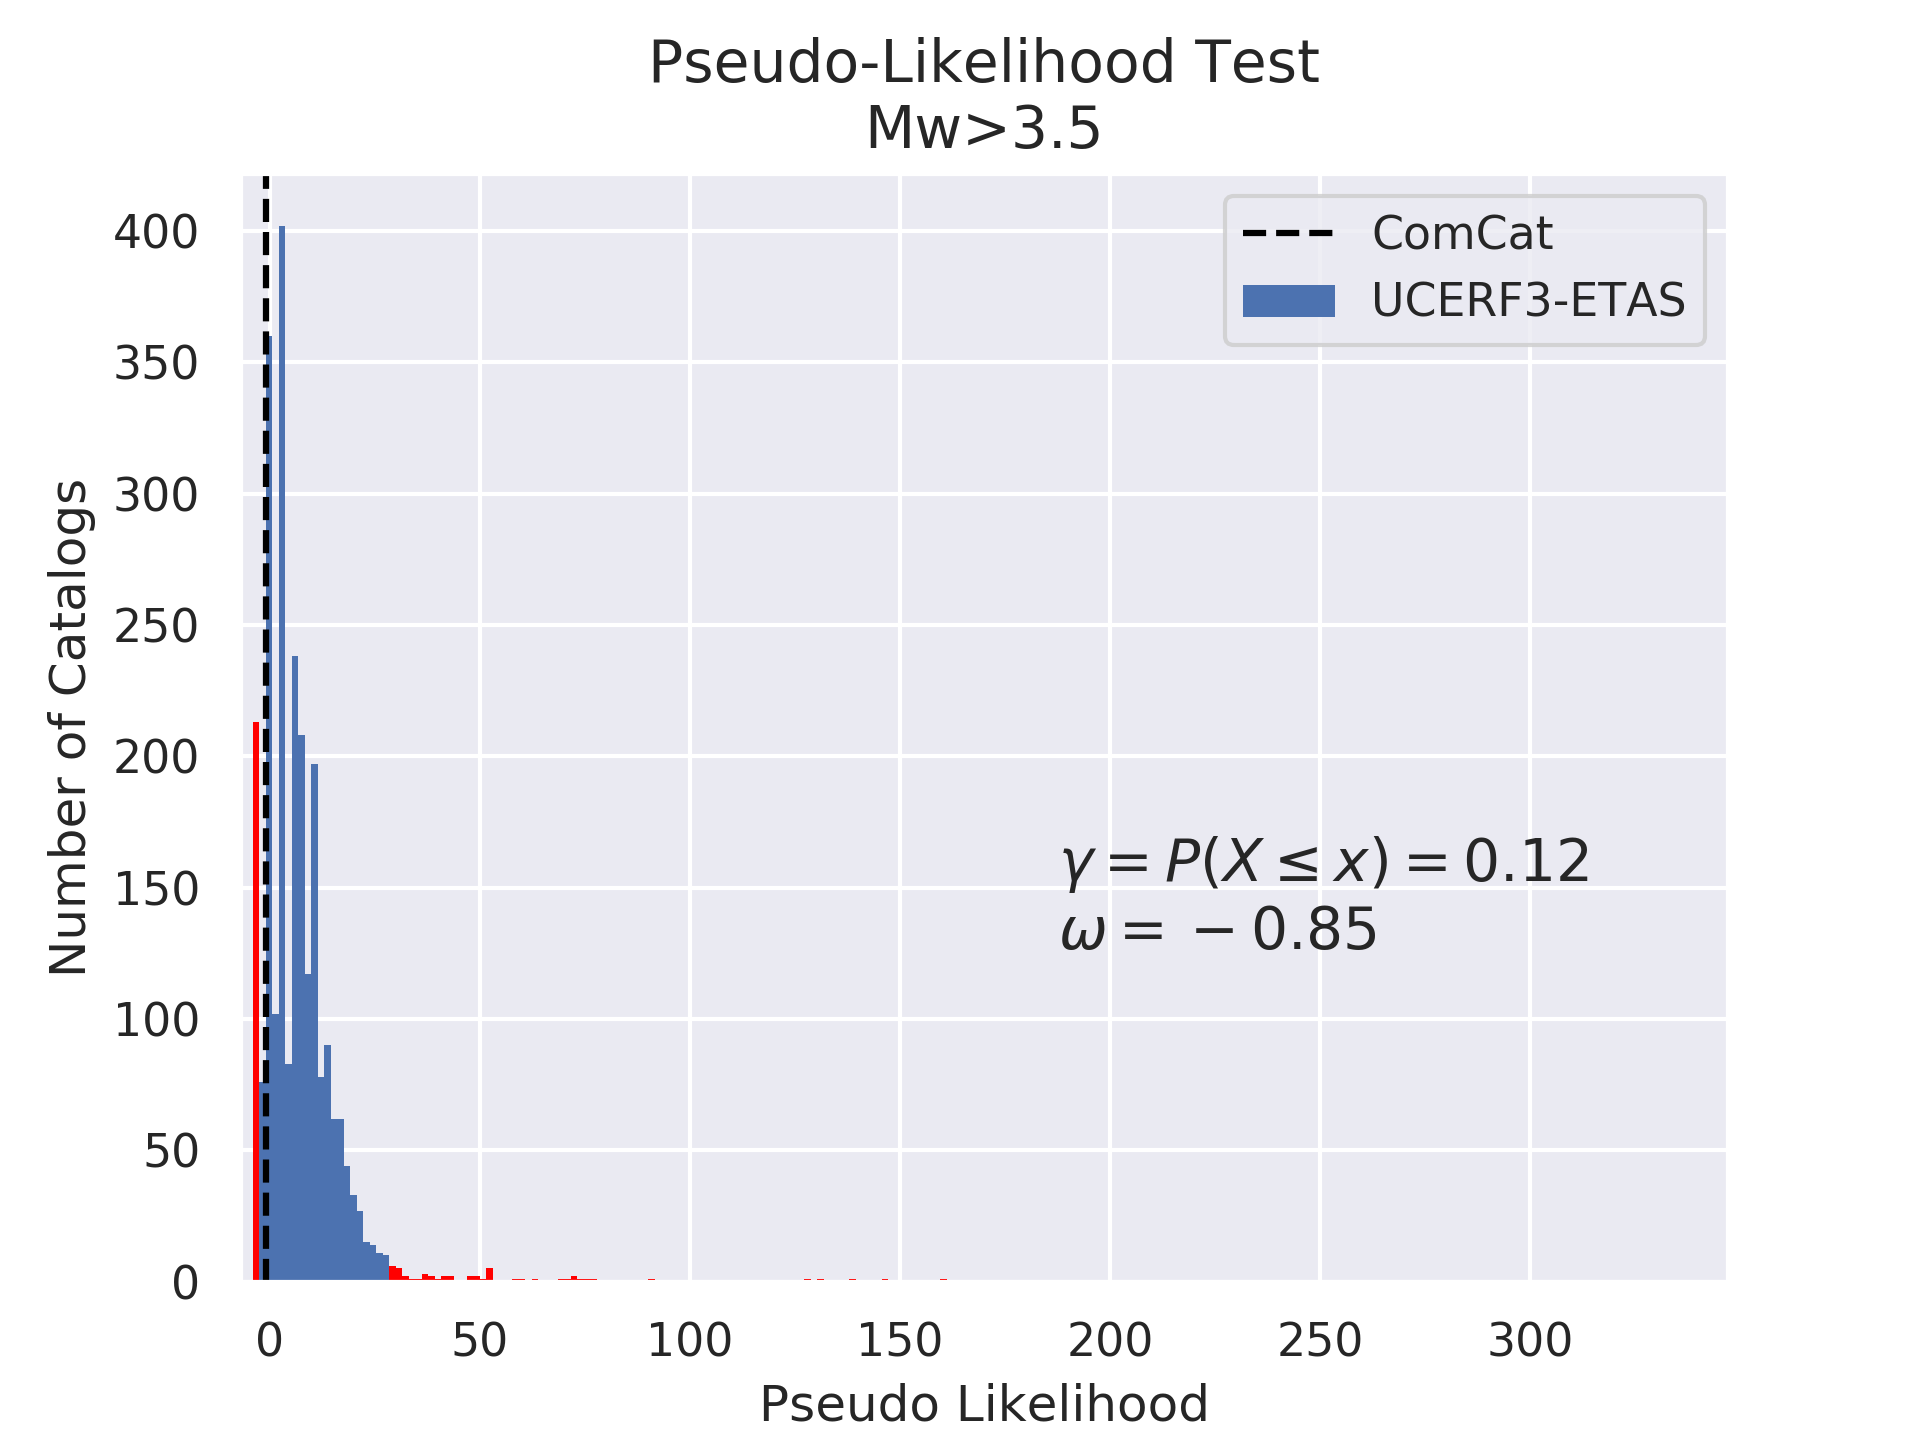 Pseudo-Likelihood Test
Mw>3.5
ComCat
UCERF3-ETAS
400
350
300
250
200
150
100
50
0
Number of Catalogs
γ = P(X ≤ x) = 0.12
ω = − 0.85
0 50 100 150 200 250 300
Pseudo Likelihood